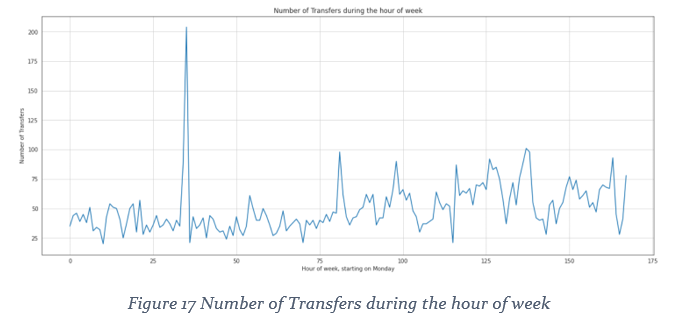 Number of Transfers during the hour of week
200
175
150
125
100
75
50
25
Number of Transfers
0 25 50 75 100 125 150 175
Hour of week, starting on Monday
Figure 17 Number of Transfers during the hour of week